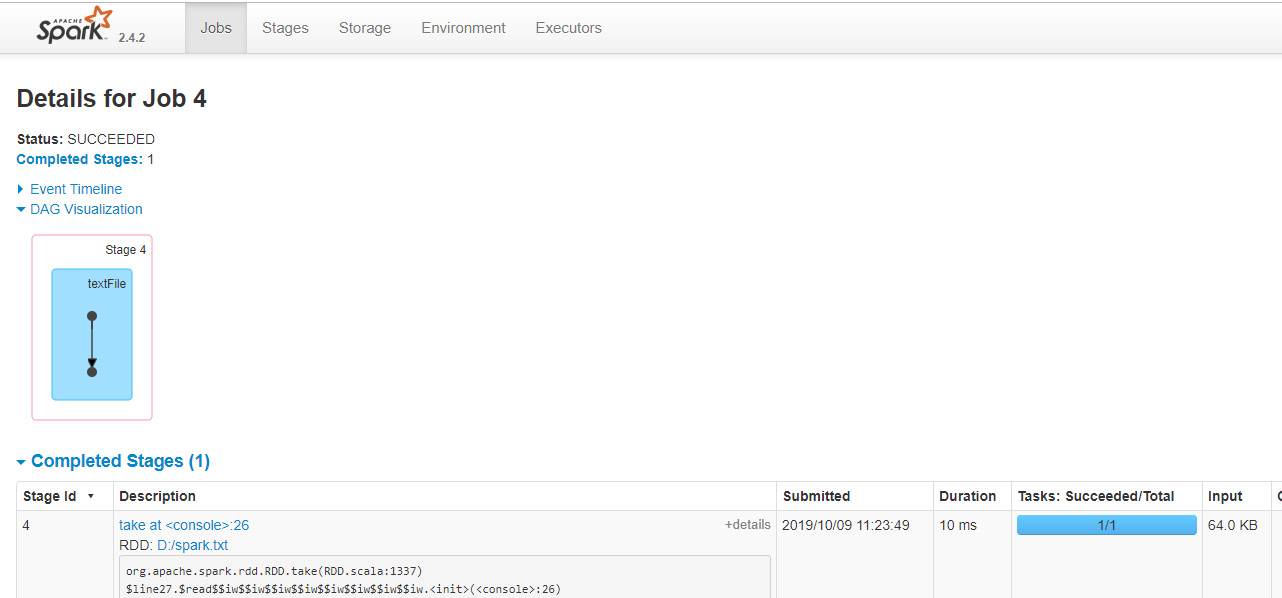 APACHE
Spark 2.4.2 Jobs Stages Storage Environment Executors
Details for Job 4
Status: SUCCEEDED
Completed Stages: 1
Event Timeline
DAG Visualization
Stage 4
textFile
Completed Stages (1)
Stage Id Description Submitted Duration Tasks: Succeeded/Total Input
4 take at <console>:26 +details 2019/10/09 11:23:49 10 ms 1/1 64.0 KB
RDD: D:/spark.txt
org.apache.spark.rdd.RDD.take(RDD.scala:1337)
$line27.$read$$iw$$iw$$iw$$iw$$iw$$iw$$iw$$iw.<init>(<console>:26)